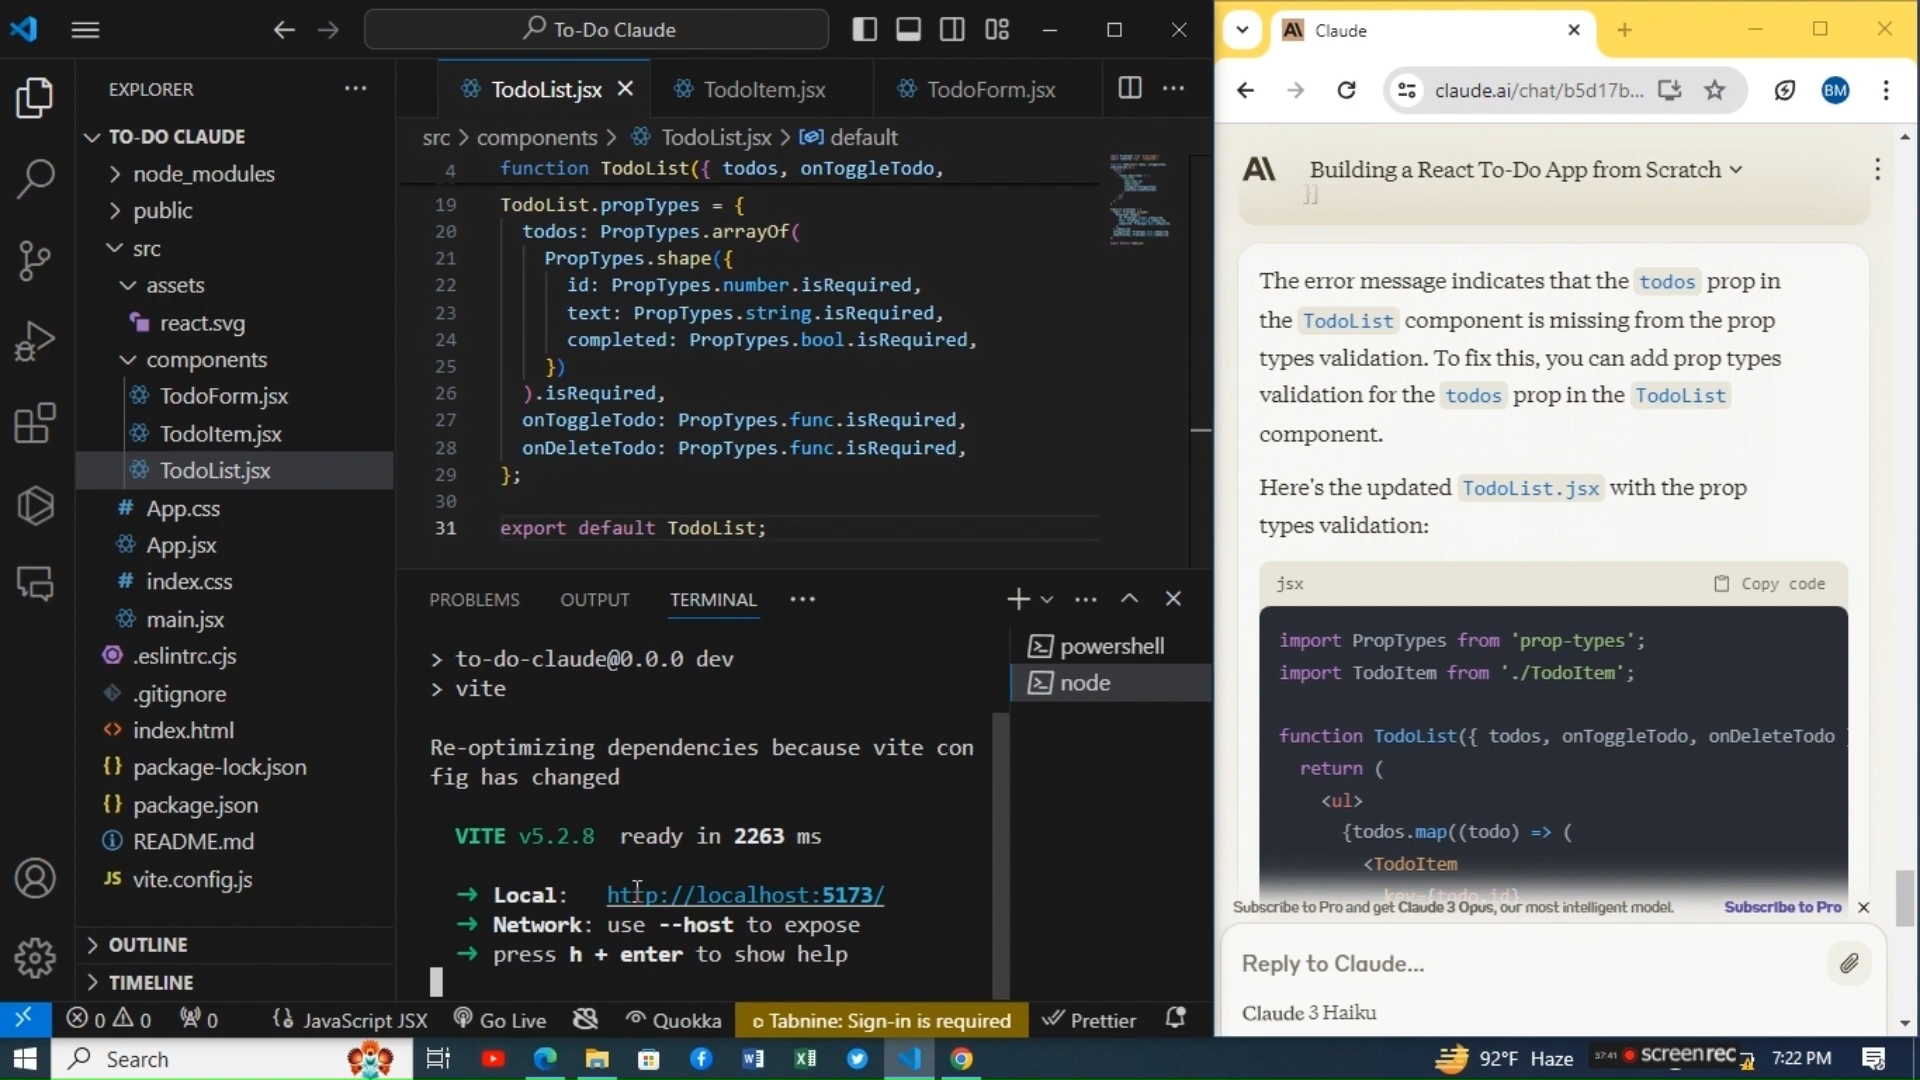 To-Do Claude
EXPLORER
TO-DO CLAUDE
node_modules
public
src
assets
react.svg
components
TodoForm.jsx
TodoItem.jsx
TodoList.jsx
# App.css
App.jsx
# index.css
main.jsx
.eslintrc.cjs
.gitignore
<> index.html
{} package-lock.json
{} package.json
README.md
JS vite.config.js
OUTLINE
TIMELINE
TodoList.jsx
TodoItem.jsx
TodoForm.jsx
src > components > TodoList.jsx > default
4 function TodoList({ todos, onToggleTodo,
19 TodoList.propTypes = {
20 todos: PropTypes.arrayOf(
21 PropTypes.shape({
22 id: PropTypes.number.isRequired,
23 text: PropTypes.string.isRequired,
24 completed: PropTypes.bool.isRequired,
25 })
26 ).isRequired,
27 onToggleTodo: PropTypes.func.isRequired,
28 onDeleteTodo: PropTypes.func.isRequired,
29 };
30
31 export default TodoList;
PROBLEMS OUTPUT TERMINAL
> to-do-claude@0.0.0 dev
> vite
Re-optimizing dependencies because vite con
fig has changed
VITE v5.2.8 ready in 2263 ms
➜ Local: http://localhost:5173/
➜ Network: use --host to expose
➜ press h + enter to show help
powershell
node
0 0 0 JavaScript JSX Go Live Quokka Tabnine: Sign-in is required Prettier
Claude
claude.ai/chat/b5d17b...
BM
Building a React To-Do App from Scratch
}]
The error message indicates that the todos prop in
the TodoList component is missing from the prop
types validation. To fix this, you can add prop types
validation for the todos prop in the TodoList
component.
Here's the updated TodoList.jsx with the prop
types validation:
jsx Copy code
import PropTypes from 'prop-types';
import TodoItem from './TodoItem';
function TodoList({ todos, onToggleTodo, onDeleteTodo }
return (
<ul>
{todos.map((todo) => (
<TodoItem
key={todo.id}
Subscribe to Pro and get Claude 3 Opus, our most intelligent model. Subscribe to Pro
Reply to Claude...
Claude 3 Haiku
Search
92°F Haze
37:41 screenrec
7:22 PM